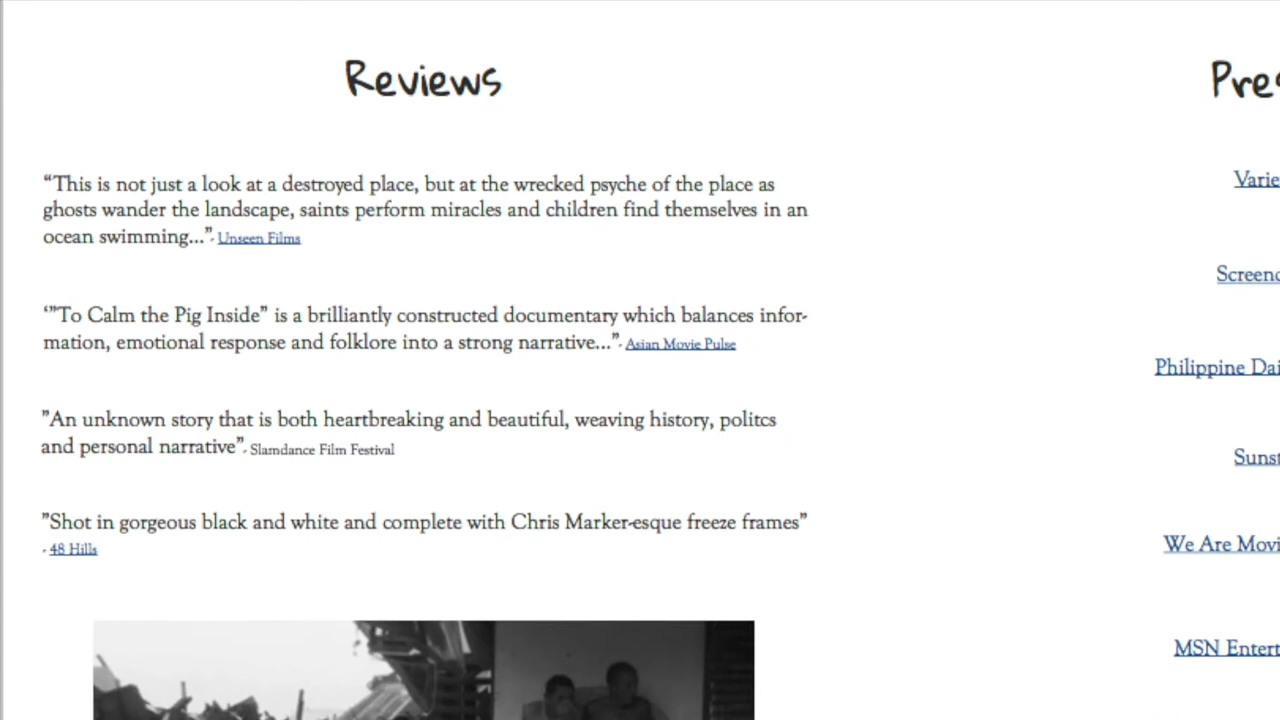 Reviews
“This is not just a look at a destroyed place, but at the wrecked psyche of the place as
ghosts wander the landscape, saints perform miracles and children find themselves in an
ocean swimming...”- Unseen Films
‘”To Calm the Pig Inside” is a brilliantly constructed documentary which balances infor-
mation, emotional response and folklore into a strong narrative...”- Asian Movie Pulse
”An unknown story that is both heartbreaking and beautiful, weaving history, politcs
and personal narrative”- Slamdance Film Festival
”Shot in gorgeous black and white and complete with Chris Marker-esque freeze frames”
- 48 Hills
Pres
Varie
Screend
Philippine Dai
Sunst
We Are Movi
MSN Entert